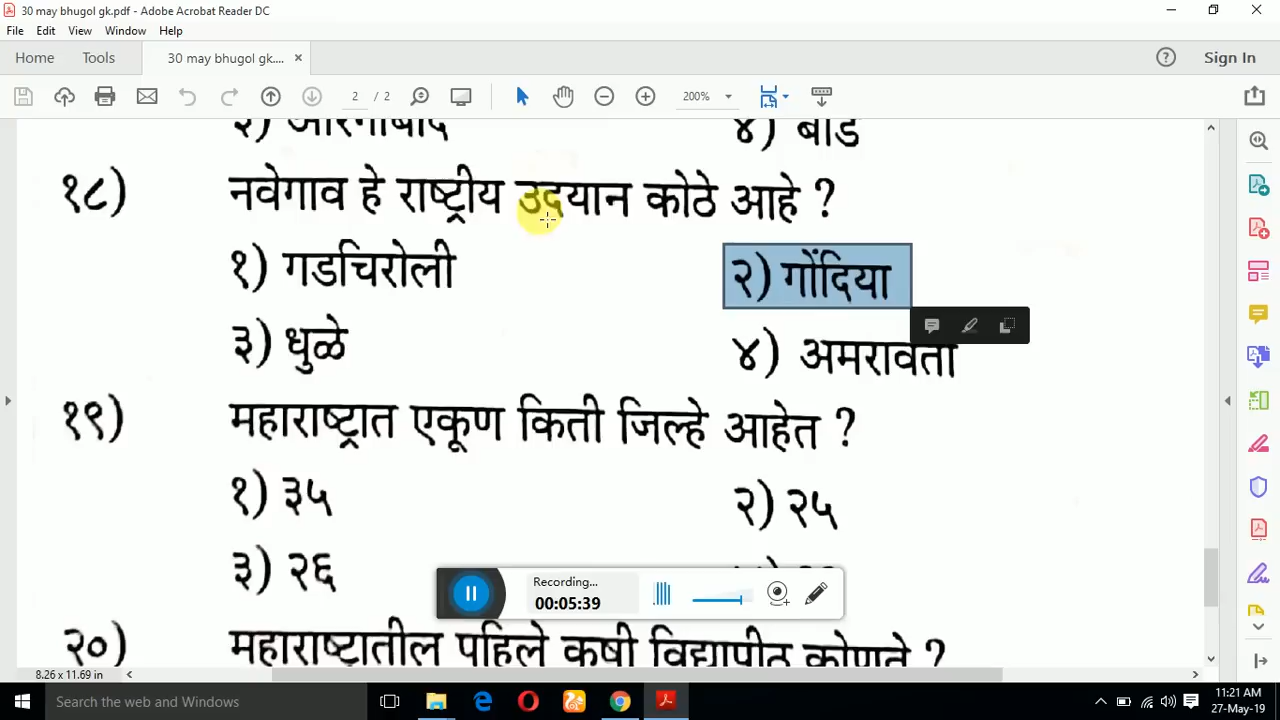 30 may bhugol gk.pdf - Adobe Acrobat Reader DC
File Edit View Window Help
Home Tools 30 may bhugol gk.... × Sign In
2 / 2 200%
३) औरंगाबाद ४) बीड
१८) नवेगाव हे राष्ट्रीय उदयान कोठे आहे ?
१) गडचिरोली २) गोंदिया
३) धुळे ४) अमरावती
१९) महाराष्ट्रात एकूण किती जिल्हे आहेत ?
१) ३५ २) २५
३) २६
Recording...
00:05:39
२०) महाराष्ट्रातील पहिले कृषी विद्यापीठ कोणते ?
8.26 x 11.69 in
Search the web and Windows
11:21 AM
27-May-19